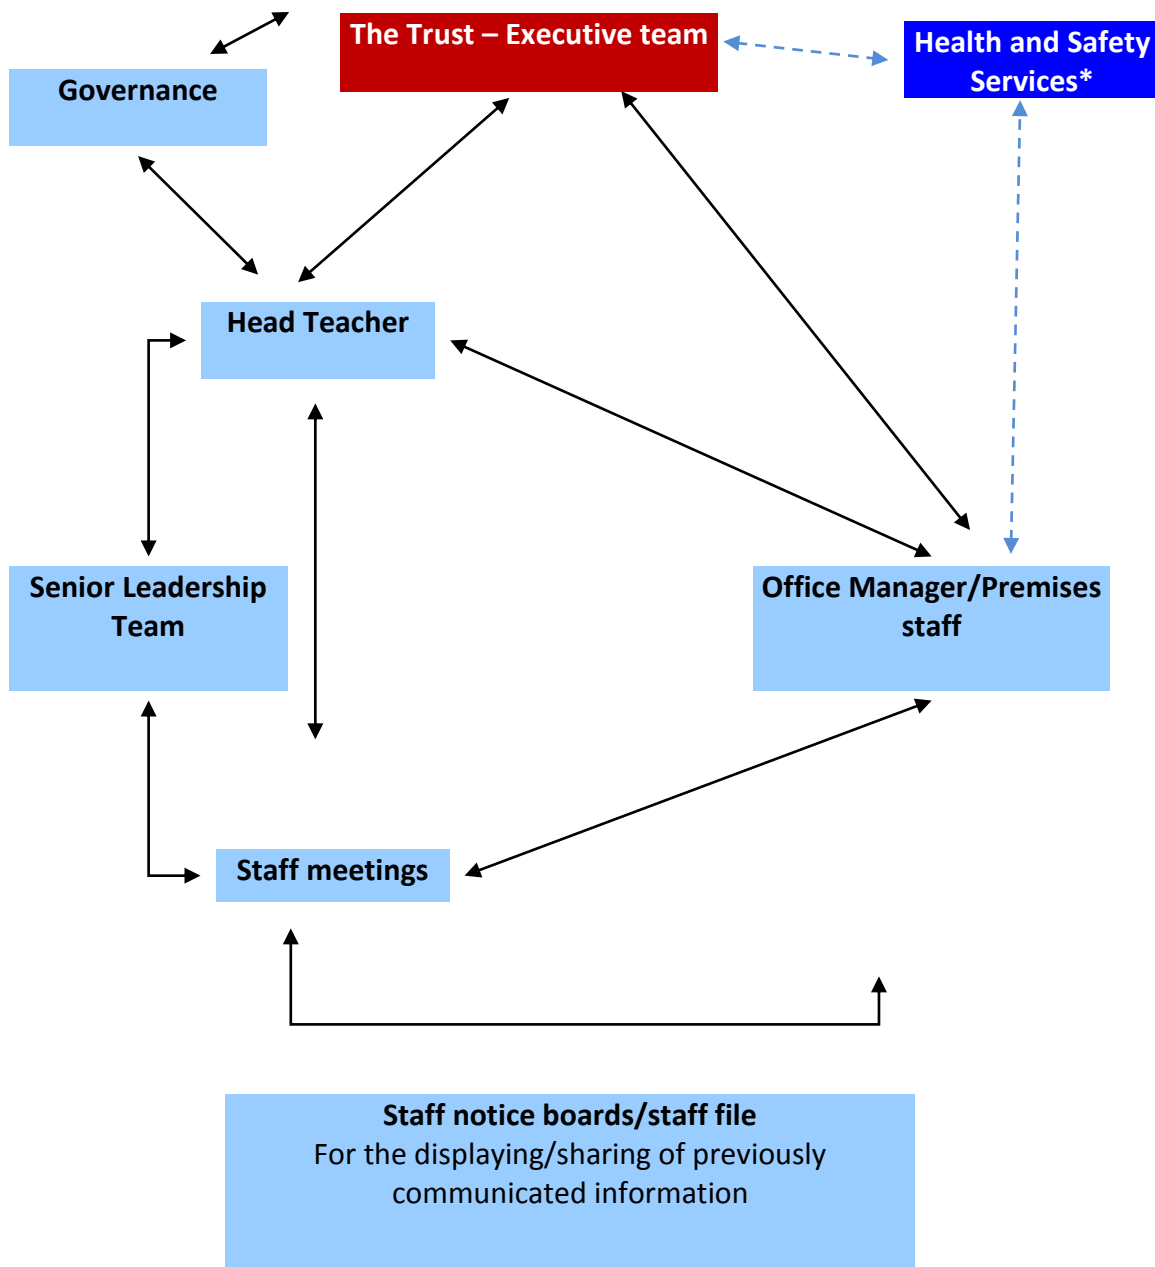 The Trust – Executive team
Health and Safety
Services*
Governance
Head Teacher
Senior Leadership
Team
Office Manager/Premises
staff
Staff meetings
Staff notice boards/staff file
For the displaying/sharing of previously
communicated information